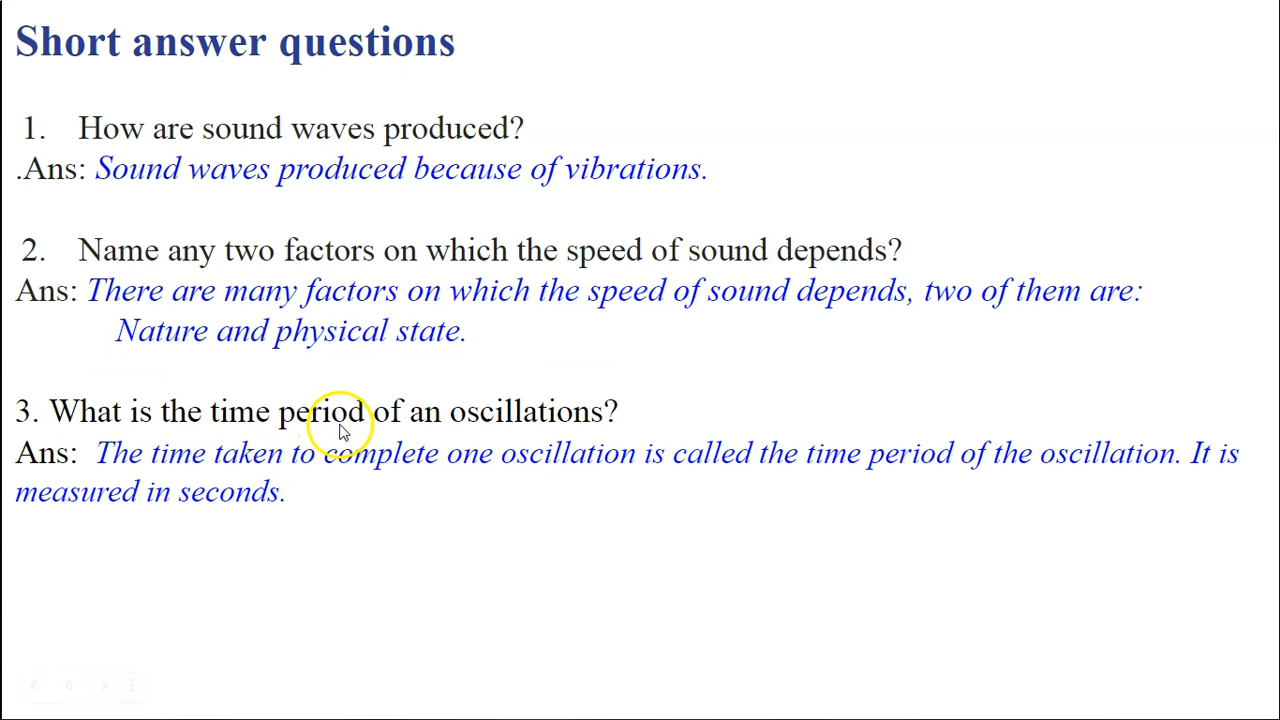 Short answer questions
1. How are sound waves produced?
.Ans: Sound waves produced because of vibrations.
2. Name any two factors on which the speed of sound depends?
Ans: There are many factors on which the speed of sound depends, two of them are:
Nature and physical state.
3. What is the time period of an oscillations?
Ans: The time taken to complete one oscillation is called the time period of the oscillation. It is
measured in seconds.
6